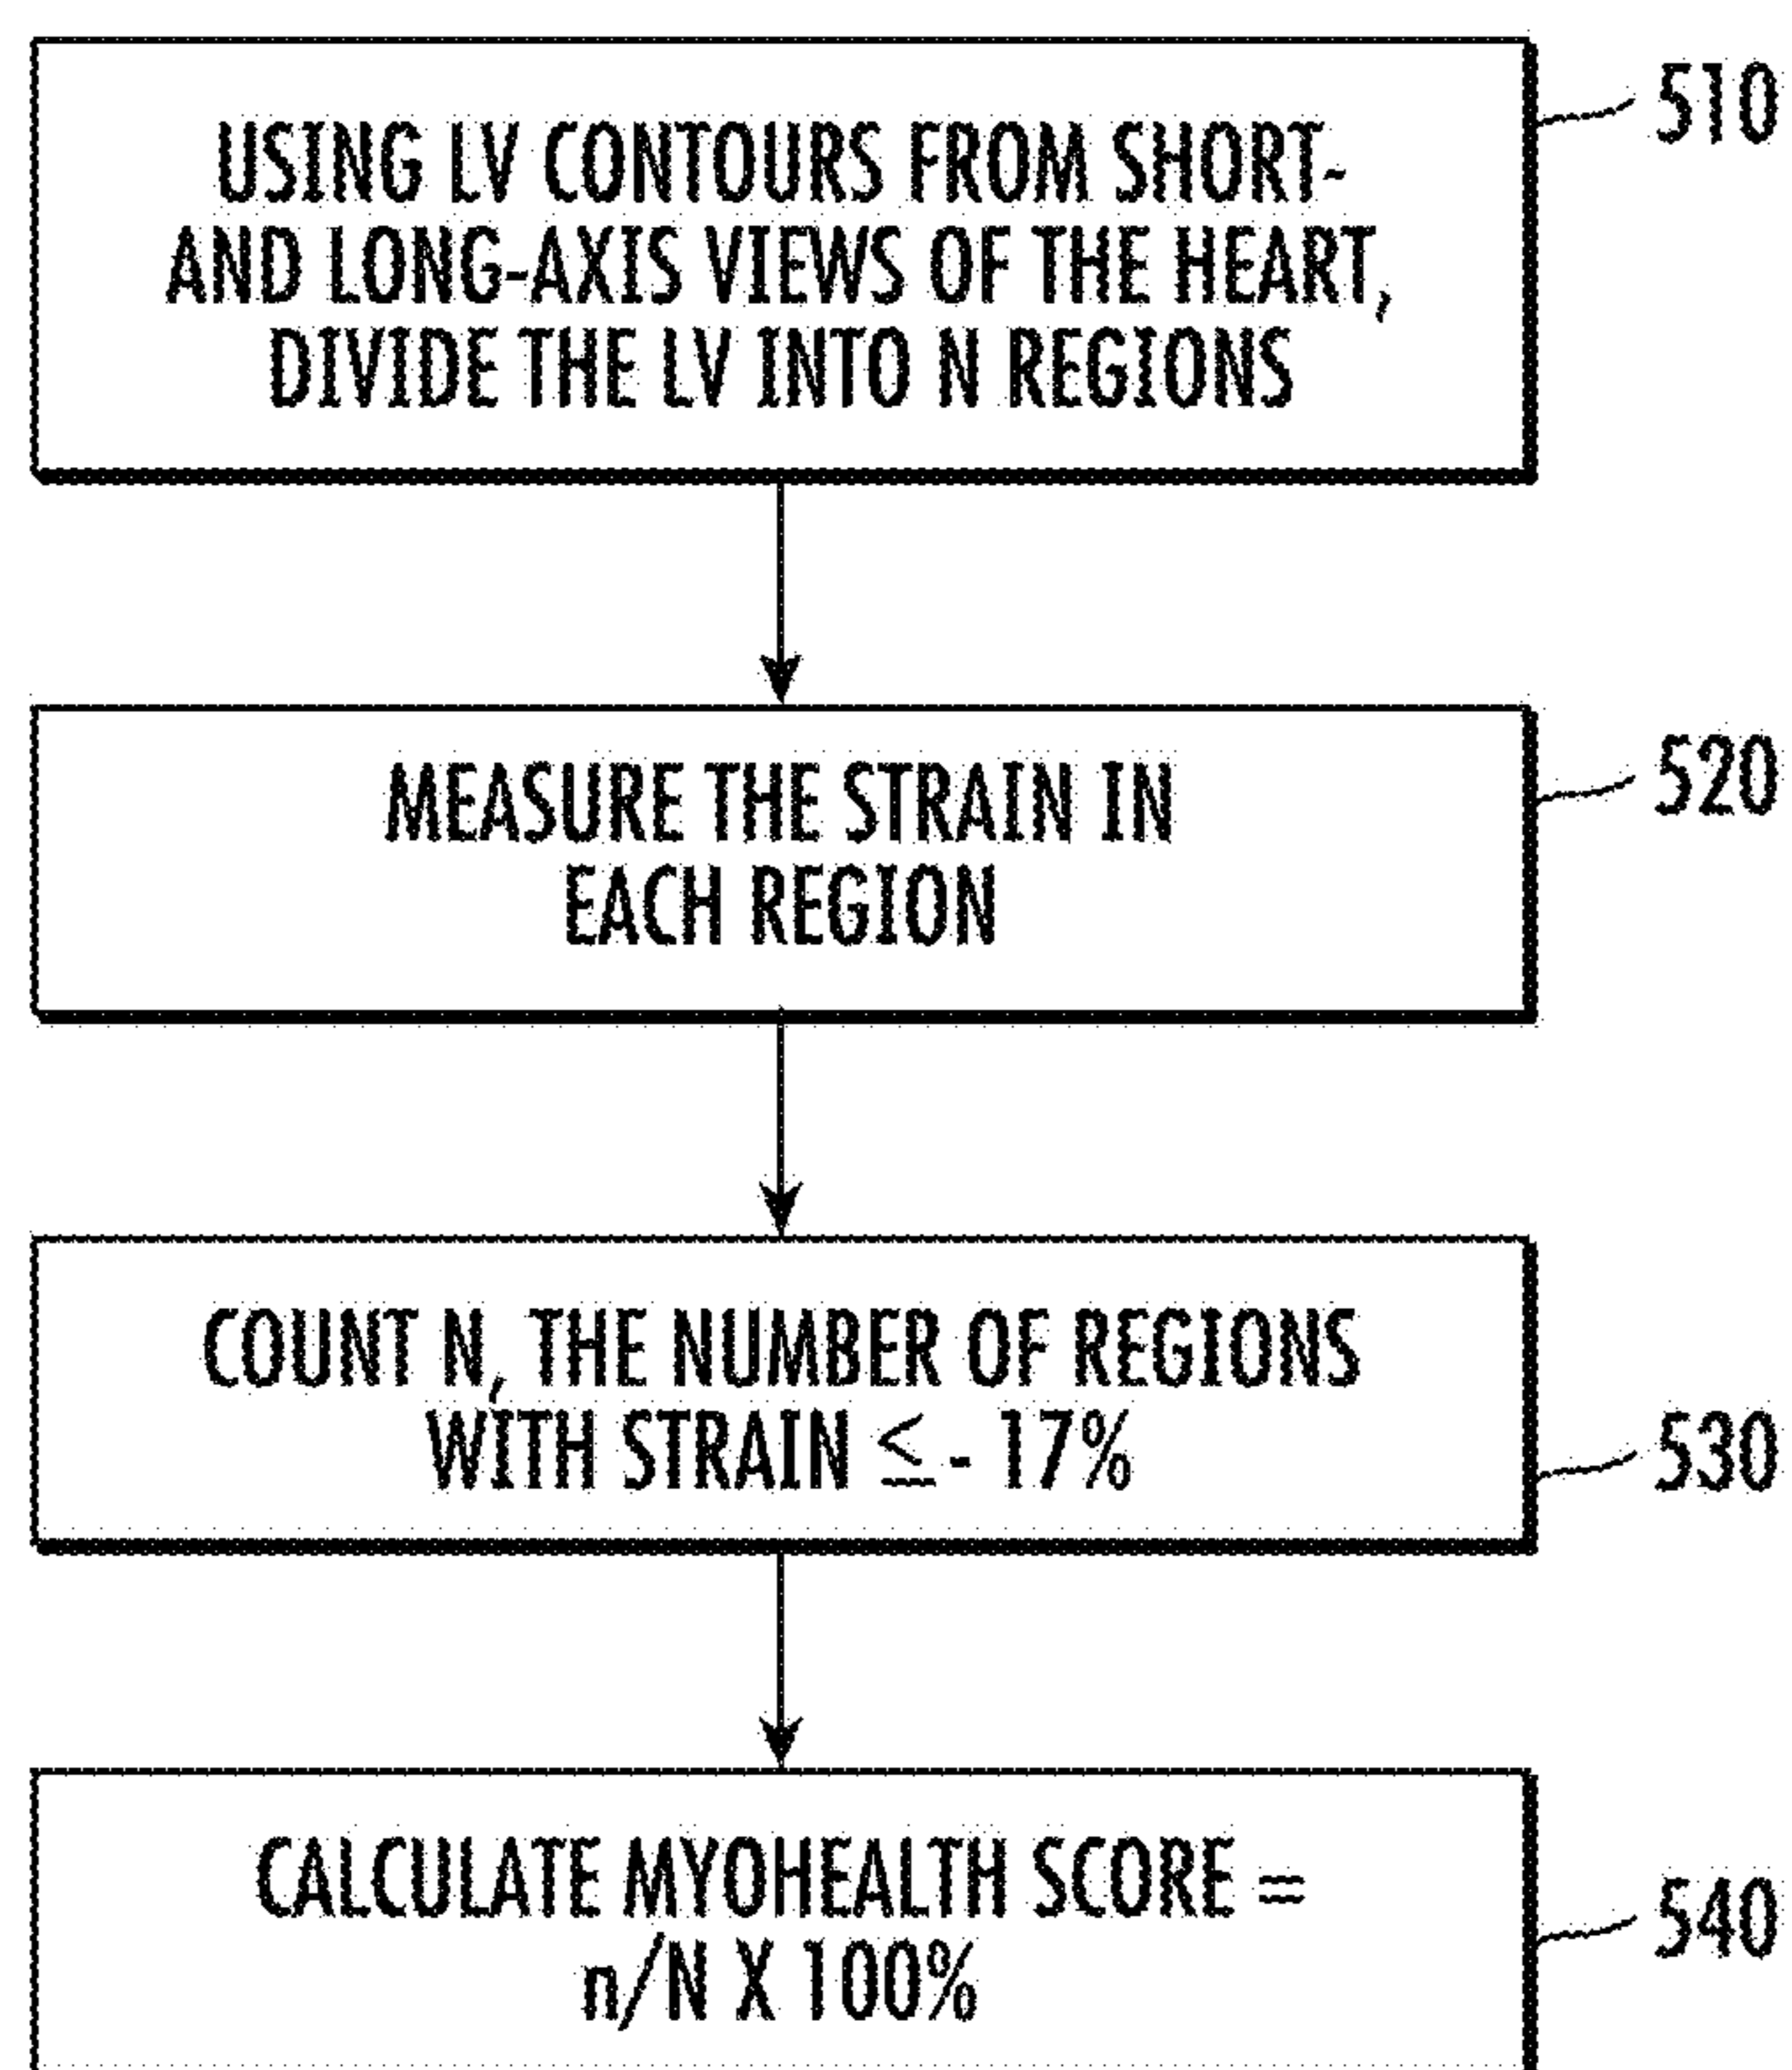 USING LV CONTOURS FROM SHORT-
AND LONG-AXIS VIEWS OF THE HEART,
DIVIDE THE LV INTO N REGIONS
510
MEASURE THE STRAIN IN
EACH REGION
520
COUNT N, THE NUMBER OF REGIONS
WITH STRAIN ≤ - 17%
530
CALCULATE MYOHEALTH SCORE =
n/N X 100%
540